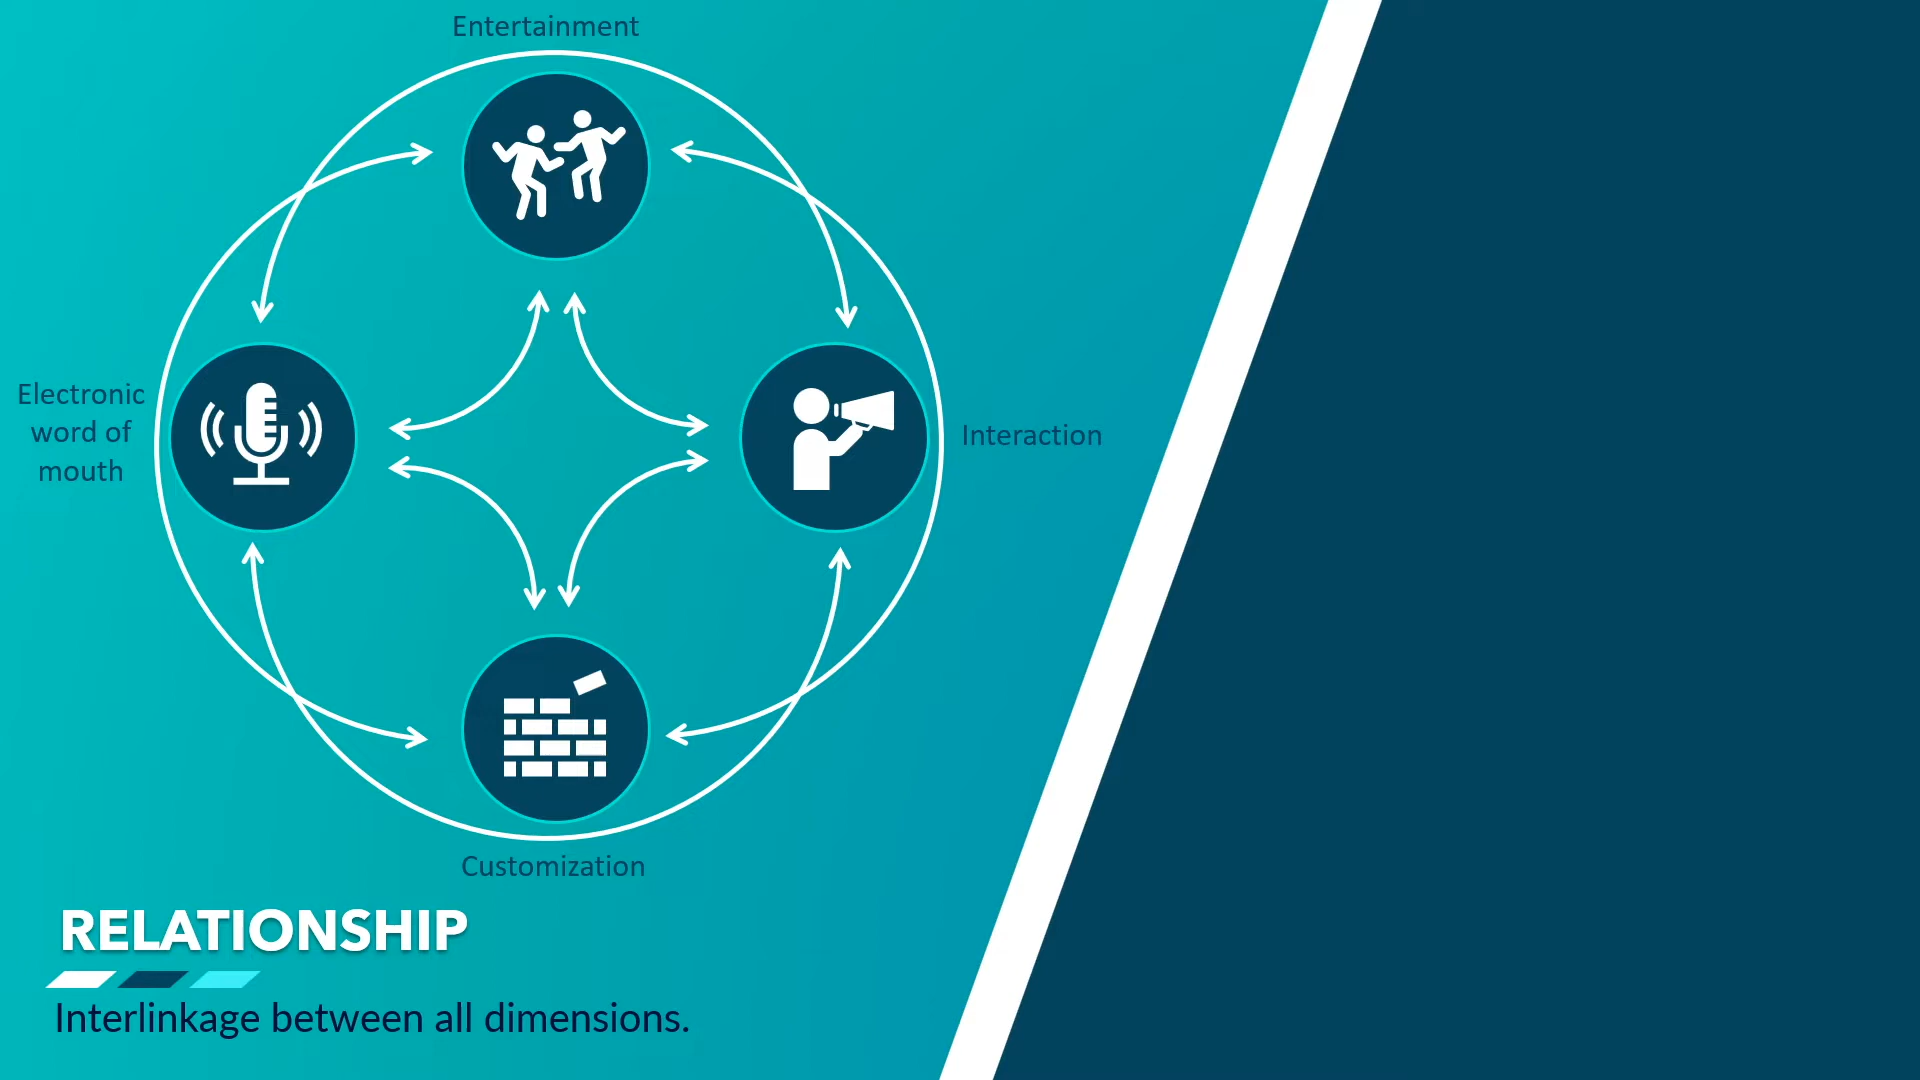 Entertainment
Electronic
word of
mouth
Interaction
Customization
RELATIONSHIP
Interlinkage between all dimensions.